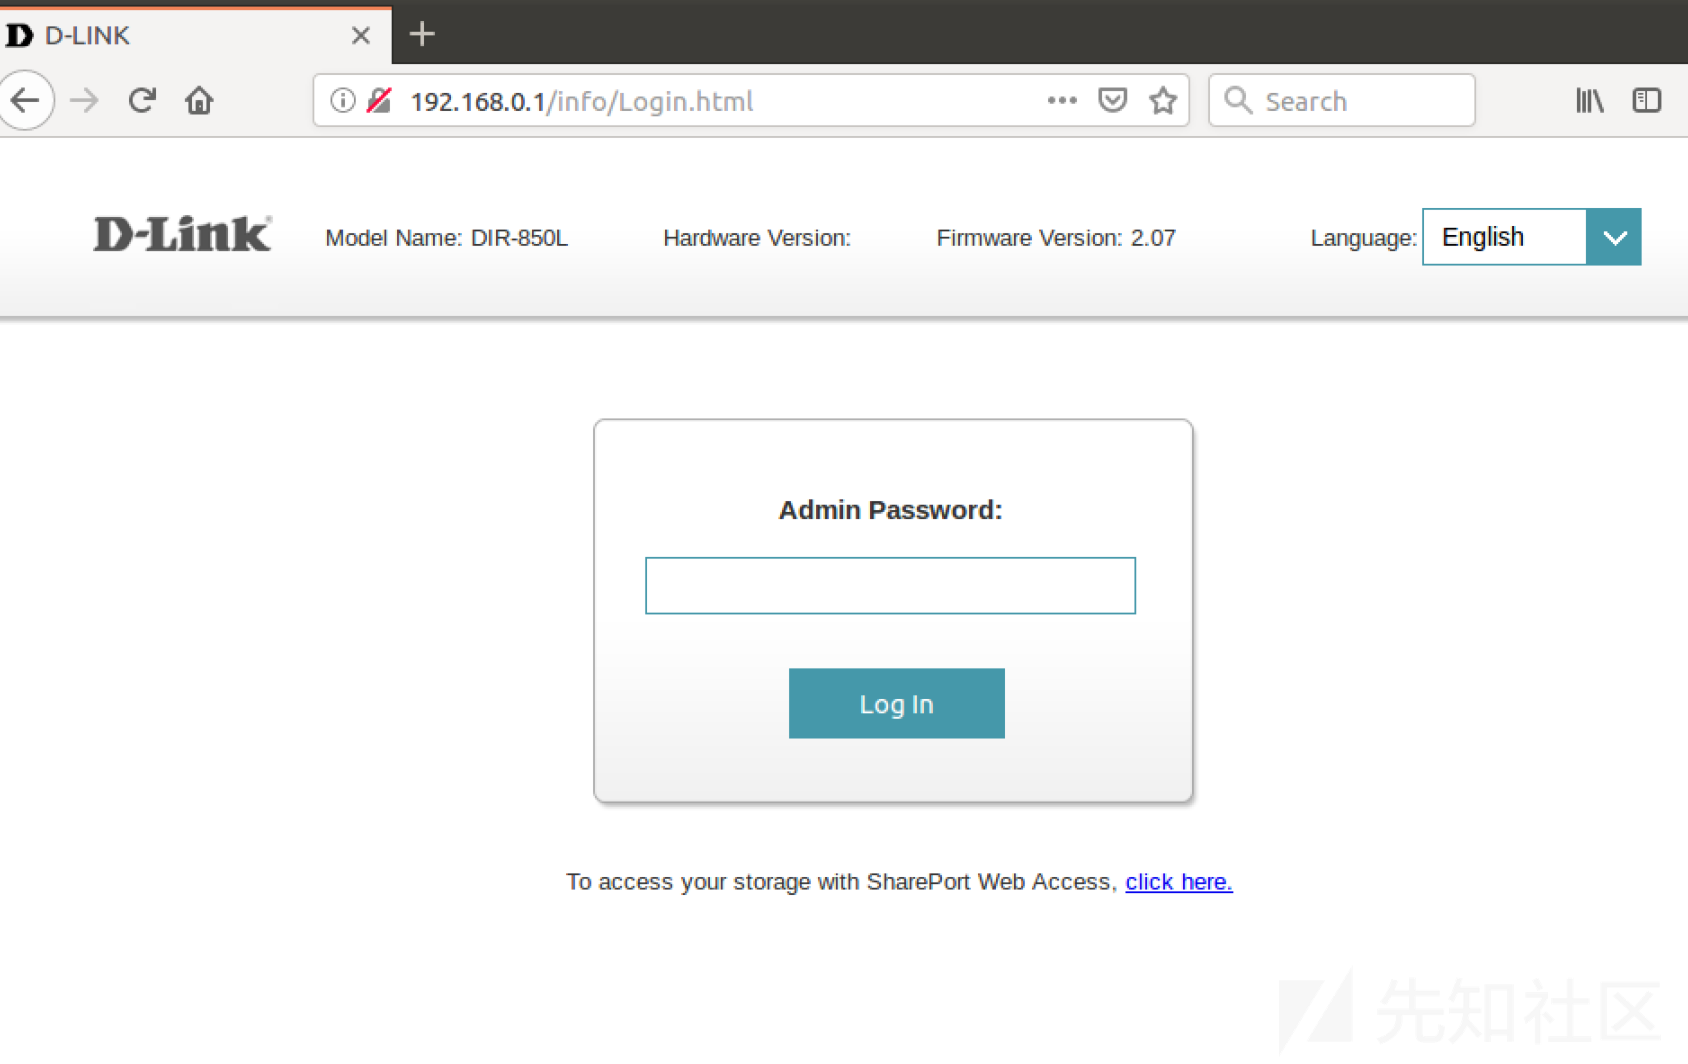 D-LINK
192.168.0.1/info/Login.html
Search
D-Link
Model Name: DIR-850L
Hardware Version:
Firmware Version: 2.07
Language:
English
Admin Password:
Log In
To access your storage with SharePort Web Access, click here.
先知社区